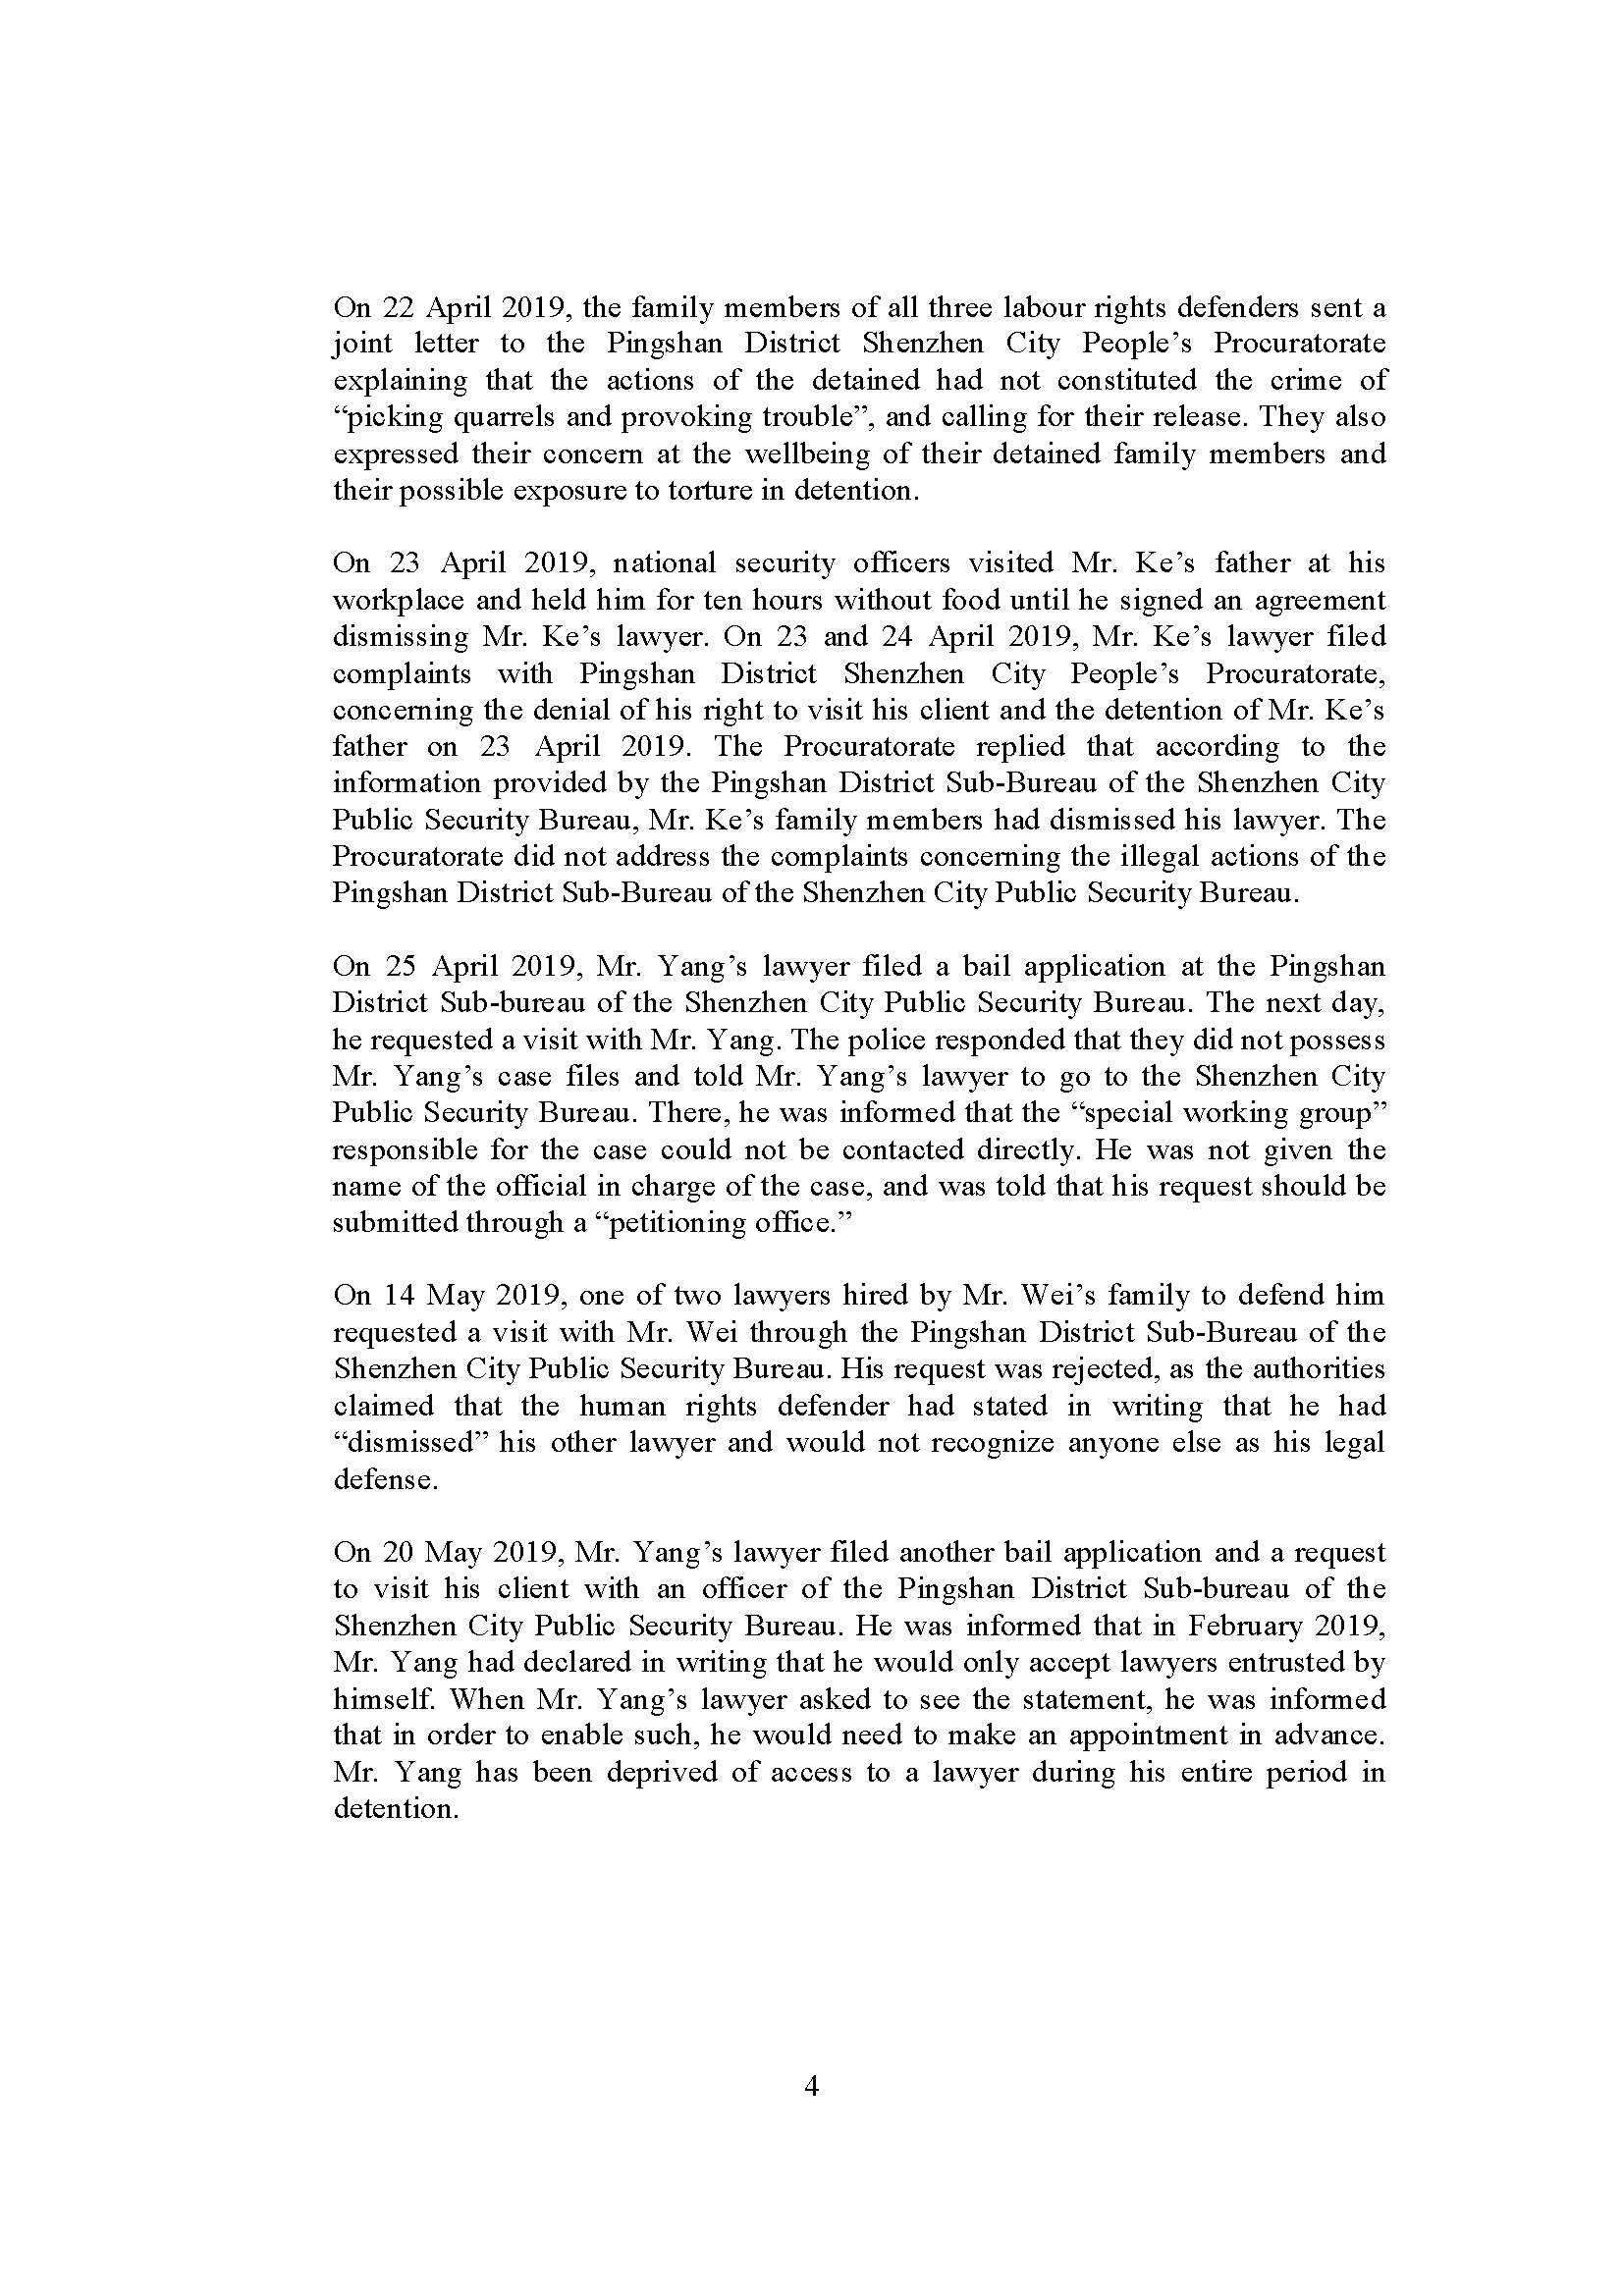 On 22 April 2019, the family members of all three labour rights defenders sent a
joint letter to the Pingshan District Shenzhen City People’s Procuratorate
explaining that the actions of the detained had not constituted the crime of
“picking quarrels and provoking trouble”, and calling for their release. They also
expressed their concern at the wellbeing of their detained family members and
their possible exposure to torture in detention.
On 23 April 2019, national security officers visited Mr. Ke’s father at his
workplace and held him for ten hours without food until he signed an agreement
dismissing Mr. Ke’s lawyer. On 23 and 24 April 2019, Mr. Ke’s lawyer filed
complaints with Pingshan District Shenzhen City People’s Procuratorate,
concerning the denial of his right to visit his client and the detention of Mr. Ke’s
father on 23 April 2019. The Procuratorate replied that according to the
information provided by the Pingshan District Sub-Bureau of the Shenzhen City
Public Security Bureau, Mr. Ke’s family members had dismissed his lawyer. The
Procuratorate did not address the complaints concerning the illegal actions of the
Pingshan District Sub-Bureau of the Shenzhen City Public Security Bureau.
On 25 April 2019, Mr. Yang’s lawyer filed a bail application at the Pingshan
District Sub-bureau of the Shenzhen City Public Security Bureau. The next day,
he requested a visit with Mr. Yang. The police responded that they did not possess
Mr. Yang’s case files and told Mr. Yang’s lawyer to go to the Shenzhen City
Public Security Bureau. There, he was informed that the “special working group”
responsible for the case could not be contacted directly. He was not given the
name of the official in charge of the case, and was told that his request should be
submitted through a “petitioning office.”
On 14 May 2019, one of two lawyers hired by Mr. Wei’s family to defend him
requested a visit with Mr. Wei through the Pingshan District Sub-Bureau of the
Shenzhen City Public Security Bureau. His request was rejected, as the authorities
claimed that the human rights defender had stated in writing that he had
“dismissed” his other lawyer and would not recognize anyone else as his legal
defense.
On 20 May 2019, Mr. Yang’s lawyer filed another bail application and a request
to visit his client with an officer of the Pingshan District Sub-bureau of the
Shenzhen City Public Security Bureau. He was informed that in February 2019,
Mr. Yang had declared in writing that he would only accept lawyers entrusted by
himself. When Mr. Yang’s lawyer asked to see the statement, he was informed
that in order to enable such, he would need to make an appointment in advance.
Mr. Yang has been deprived of access to a lawyer during his entire period in
detention.
4